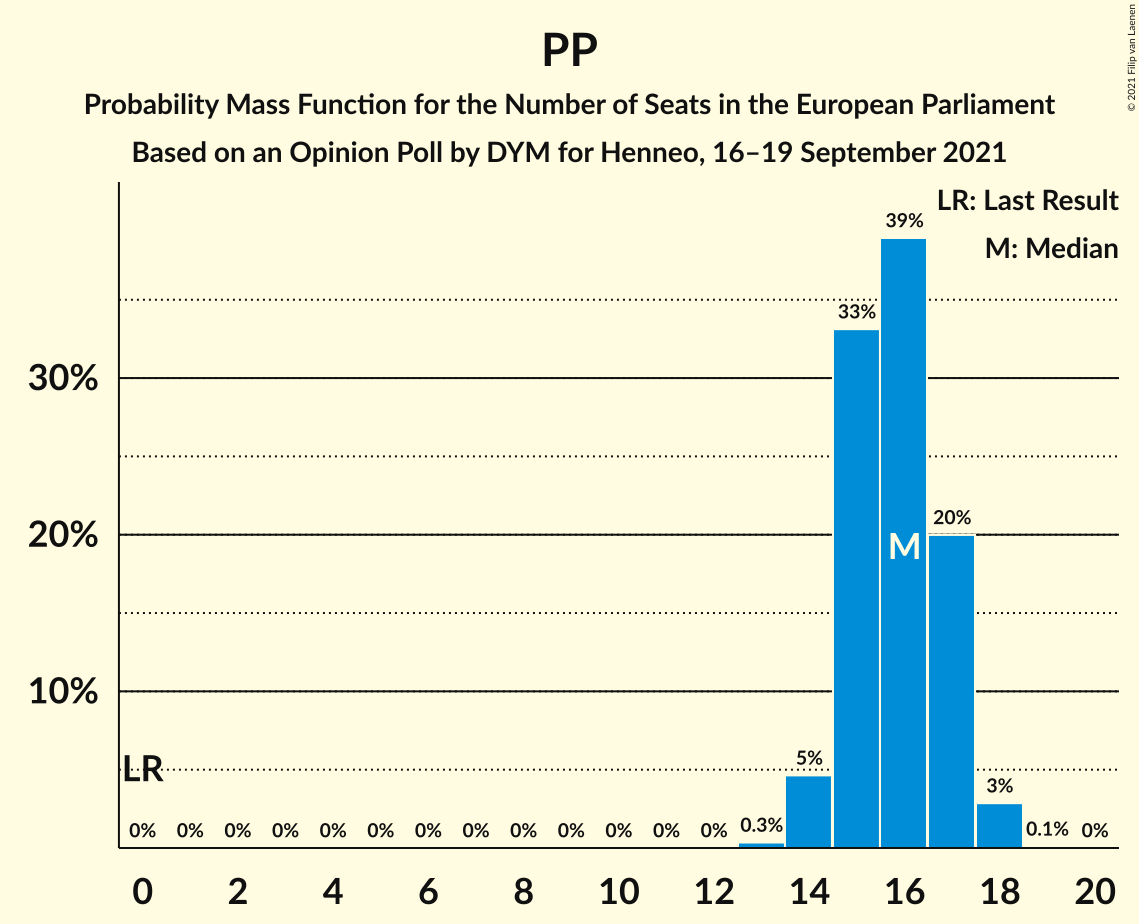 PP
Probability Mass Function for the Number of Seats in the European Parliament
Based on an Opinion Poll by DYM for Henneo, 16–19 September 2021
© 2021 Filip van Laenen
LR: Last Result
M: Median
30%
20%
10%
LR
M
0% 0% 0% 0% 0% 0% 0% 0% 0% 0% 0% 0% 0% 0.3% 5% 33% 39% 20% 3% 0.1% 0%
0 2 4 6 8 10 12 14 16 18 20